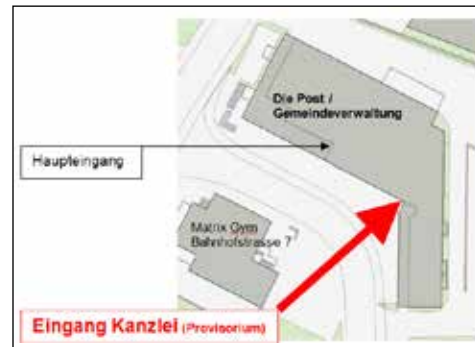 Die Post /
Gemeindeverwaltung
Haupteingang
Matrix Gym
Bahnhofstrasse 7
Eingang Kanzlei (Provisorium)